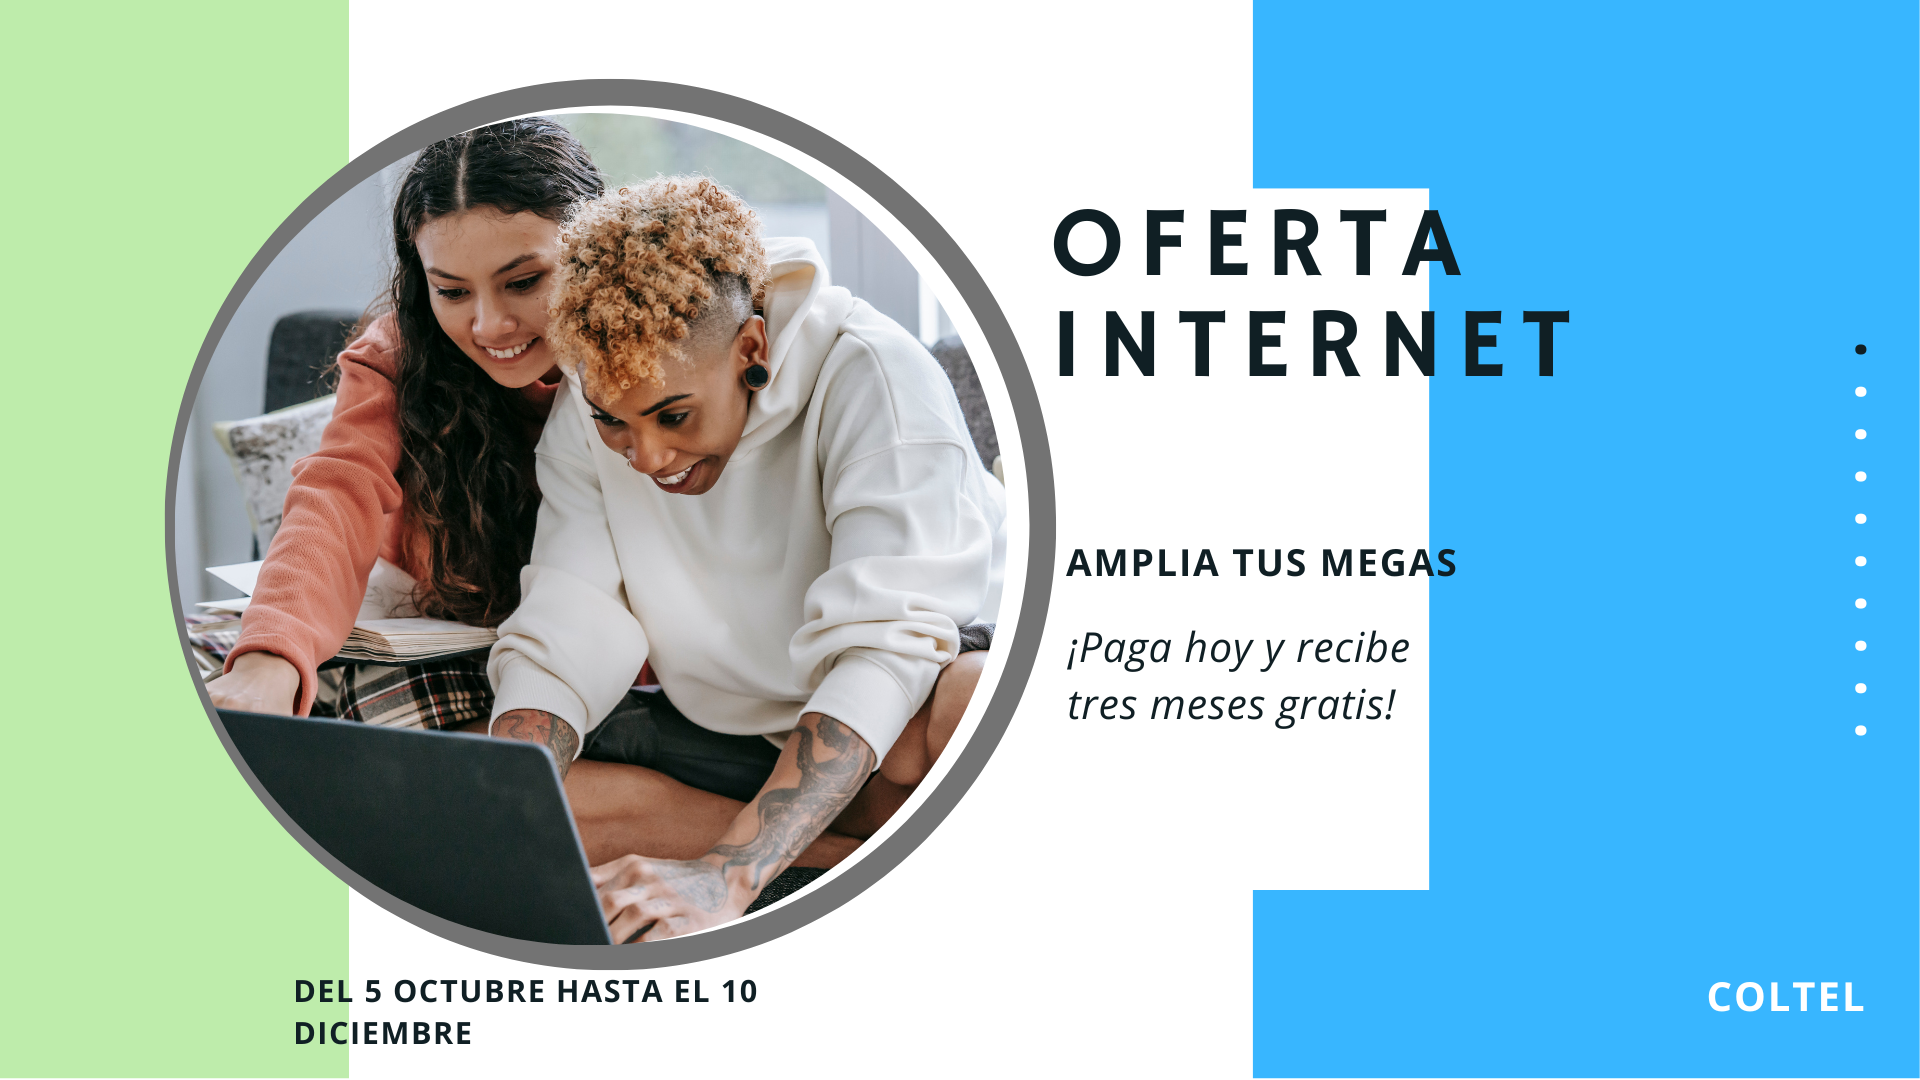 OFERTA
INTERNET
AMPLIA TUS MEGAS
¡Paga hoy y recibe
tres meses gratis!
DEL 5 OCTUBRE HASTA EL 10
DICIEMBRE
COLTEL